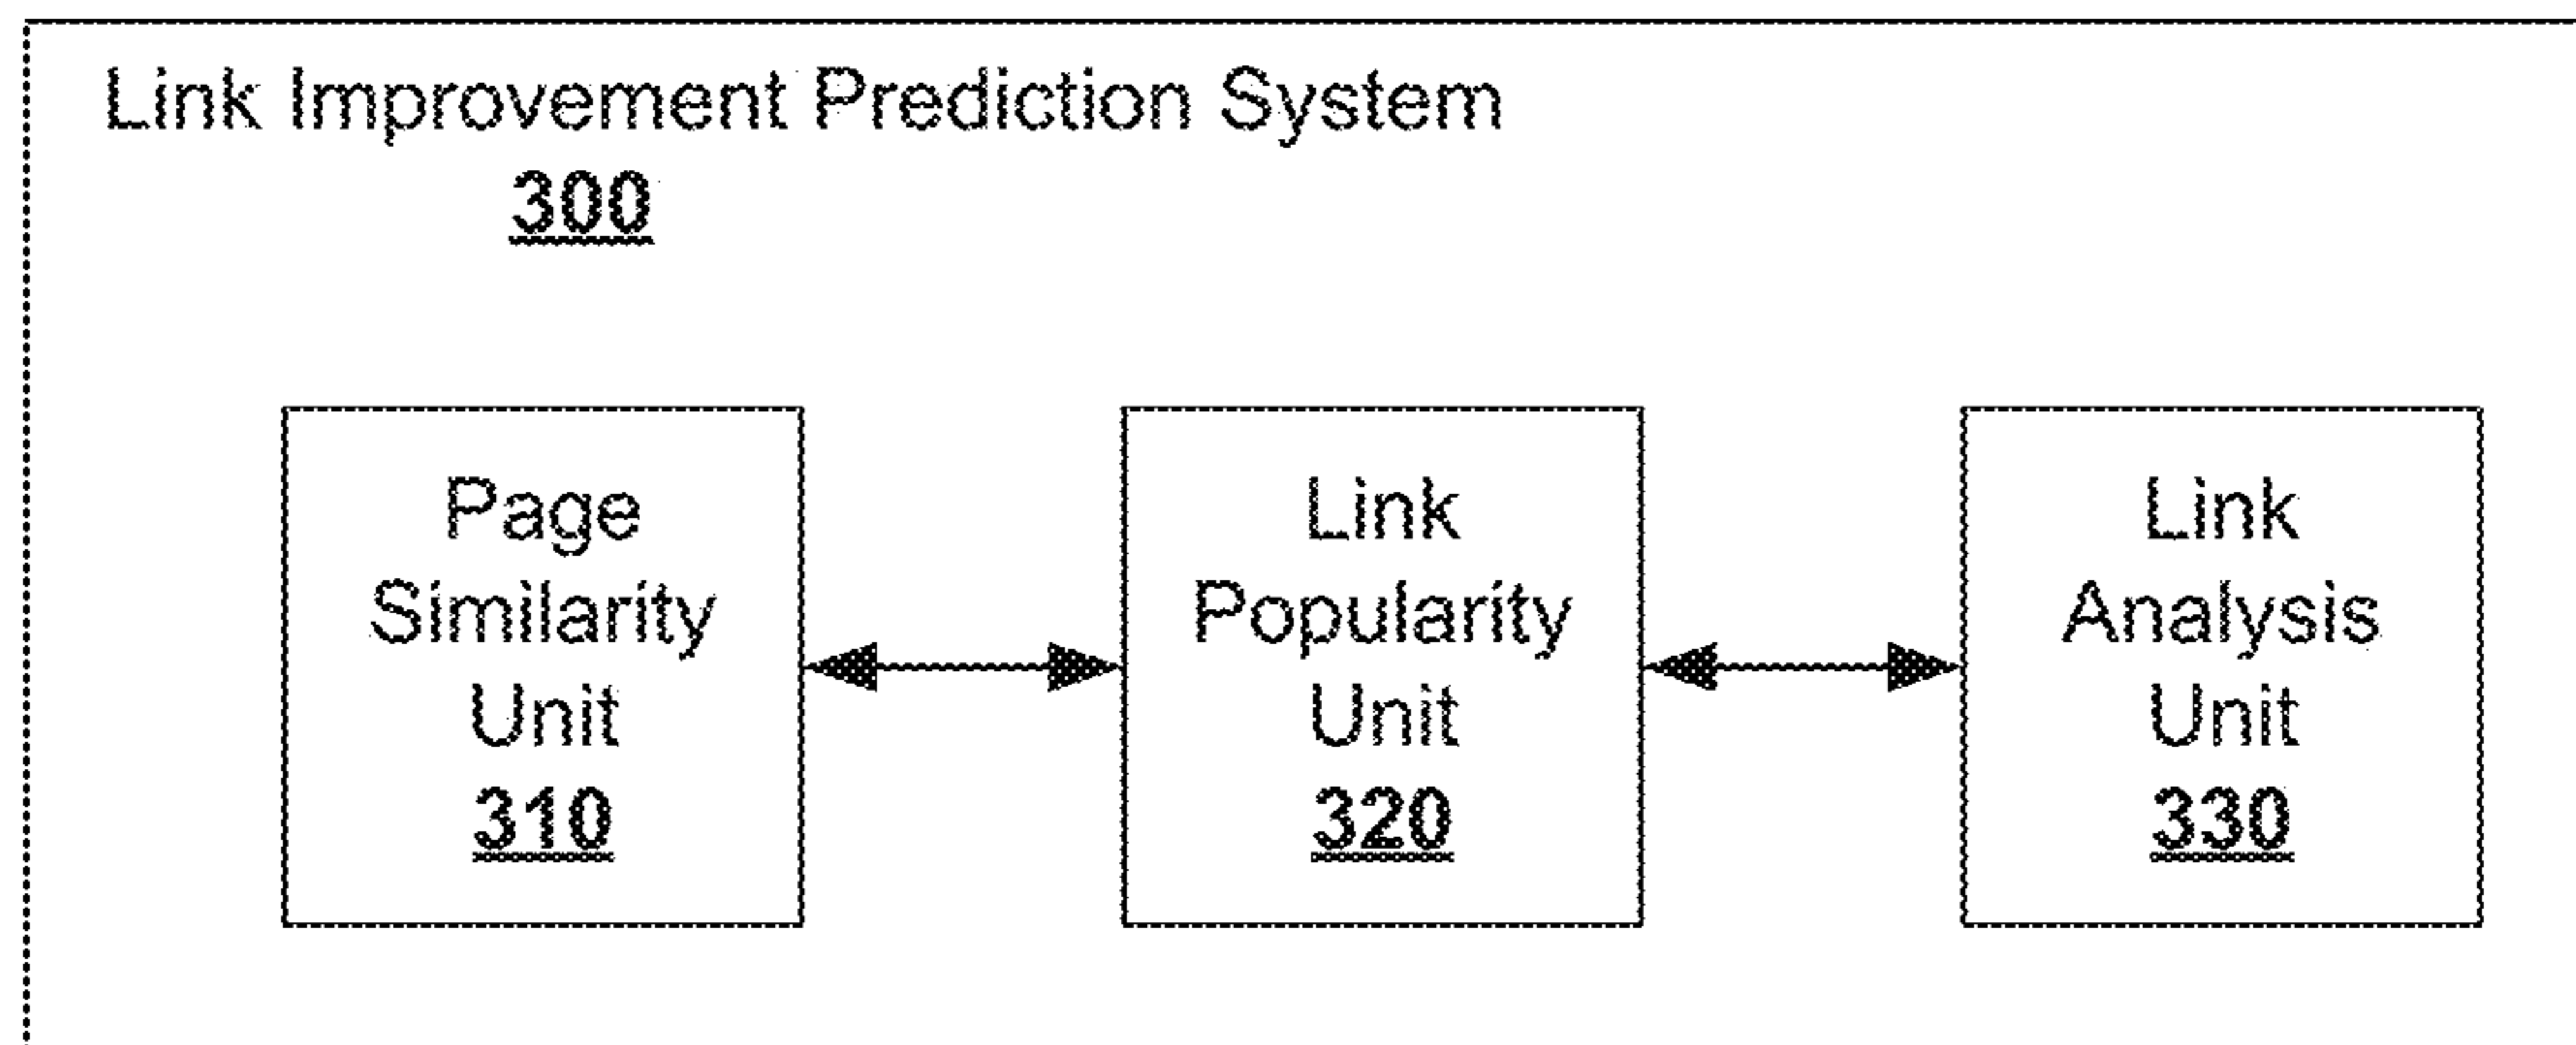 Link Improvement Prediction System
300
Page
Similarity
Unit
310
Link
Popularity
Unit
320
Link
Analysis
Unit
330